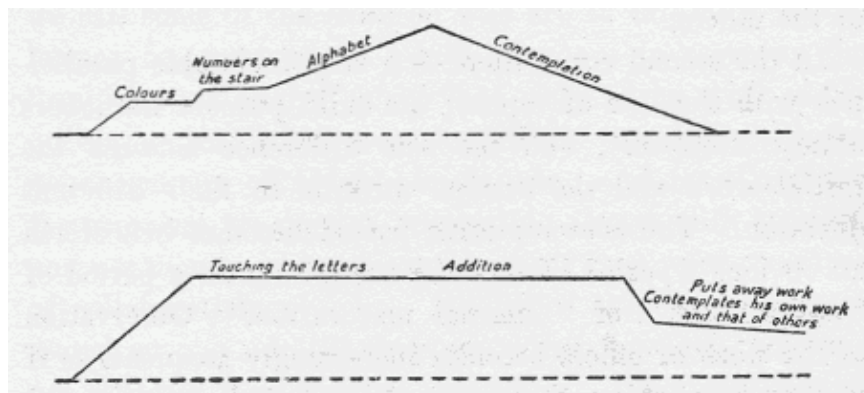 Colours
Numbers on
the stair
Alphabet
Contemplation
Touching the letters
Addition
Puts away work
Contemplates his own work
and that of others